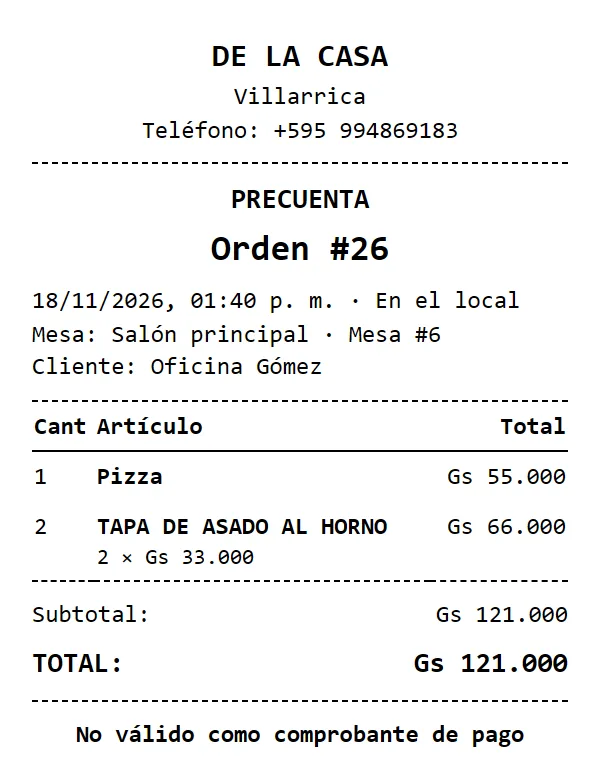 DE LA CASA
Villarrica
Teléfono: +595 994869183
PRECUENTA
Orden #26
18/11/2026, 01:40 p. m. · En el local
Mesa: Salón principal · Mesa #6
Cliente: Oficina Gómez
Cant Artículo Total
1 Pizza Gs 55.000
2 TAPA DE ASADO AL HORNO Gs 66.000
2 × Gs 33.000
Subtotal: Gs 121.000
TOTAL: Gs 121.000
No válido como comprobante de pago